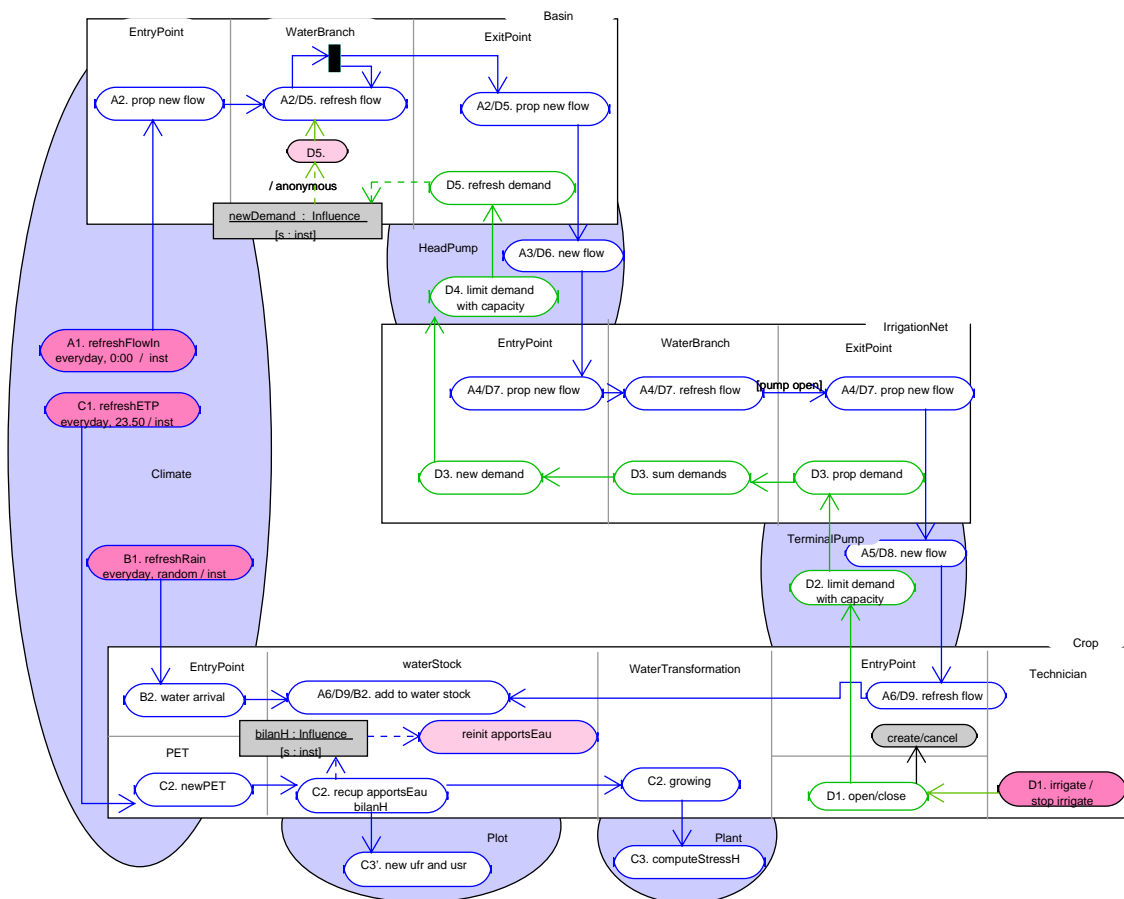 Basin
EntryPoint
WaterBranch
ExitPoint
A2. prop new flow
A2/D5. refresh flow
A2/D5. prop new flow
D5.
/ anonymous
D5. refresh demand
newDemand : Influence
[s : inst]
HeadPump
A3/D6. new flow
D4. limit demand
with capacity
IrrigationNet
EntryPoint
WaterBranch
ExitPoint
A1. refreshFlowIn
everyday, 0:00 / inst
C1. refreshETP
everyday, 23.50 / inst
A4/D7. prop new flow
A4/D7. refresh flow
[pump open]
A4/D7. prop new flow
Climate
D3. new demand
D3. sum demands
D3. prop demand
B1. refreshRain
everyday, random / inst
TerminalPump
A5/D8. new flow
D2. limit demand
with capacity
Crop
EntryPoint
waterStock
WaterTransformation
EntryPoint
Technician
B2. water arrival
A6/D9/B2. add to water stock
A6/D9. refresh flow
bilanH : Influence
[s : inst]
reinit apportsEau
create/cancel
PET
C2. newPET
C2. recup apportsEau
bilanH
C2. growing
D1. open/close
D1. irrigate /
stop irrigate
Plot
Plant
C3'. new ufr and usr
C3. computeStressH